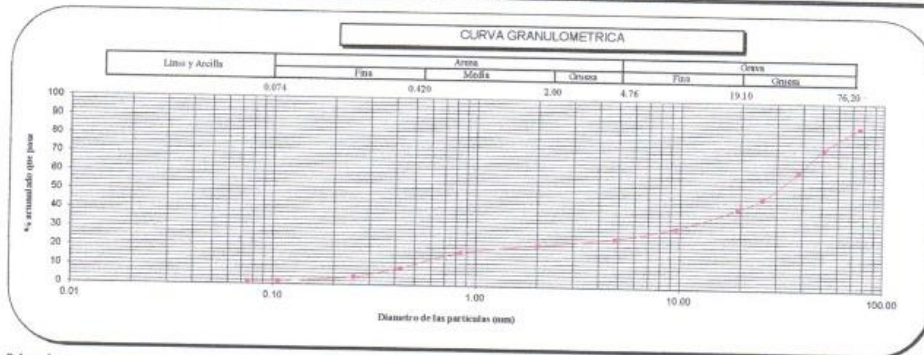 CURVA GRANULOMETRICA
Limo y Arcilla
Arena
Grava
Fina
Media
Gruesa
Fina
Gruesa
0.074
0.420
2.00
4.76
19.10
76,20
100
90
80
70
60
50
40
30
20
10
0
% acumulado que pasa
0.01
0.10
1.00
10.00
100.00
Diametro de las particulas (mm)